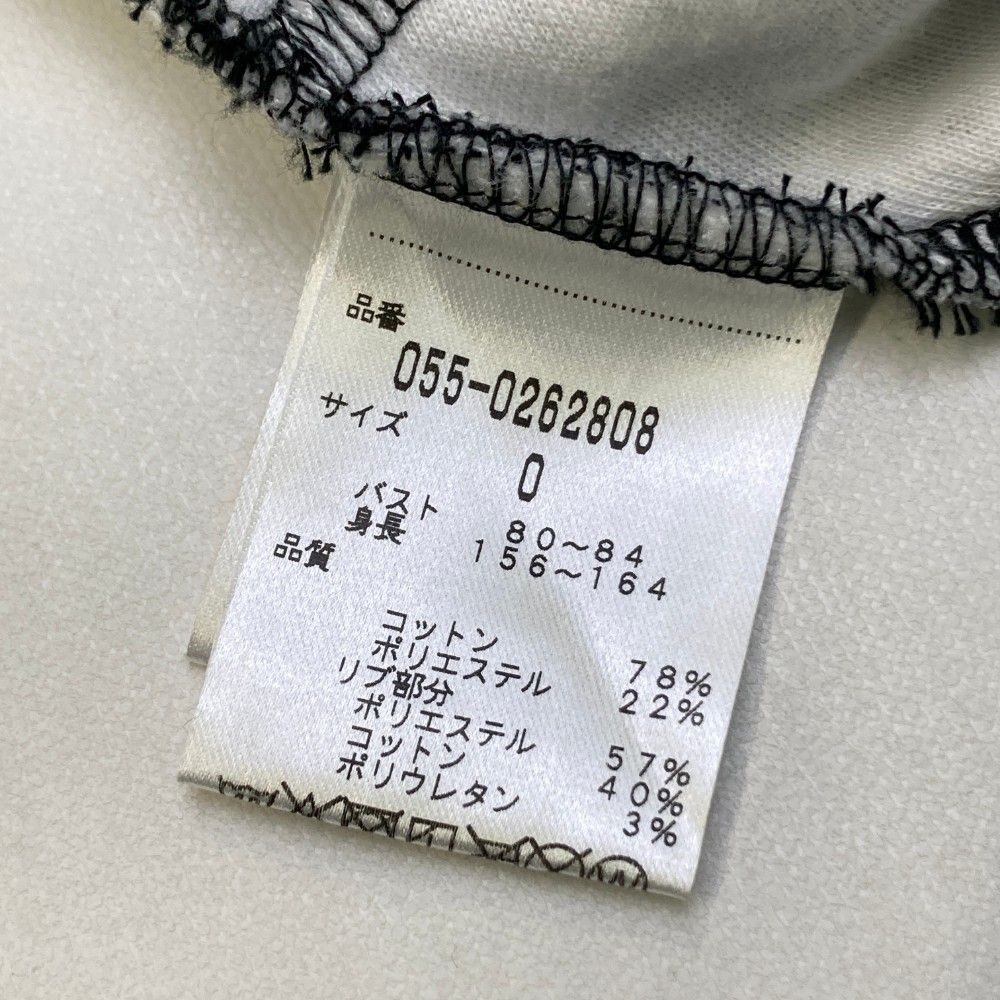 品番
055-0262808
サイズ
0
バスト 80～84
身長 156～164
品質
コットン 78%
ポリエステル 22%
リブ部分
ポリエステル 57%
コットン 40%
ポリウレタン 3%